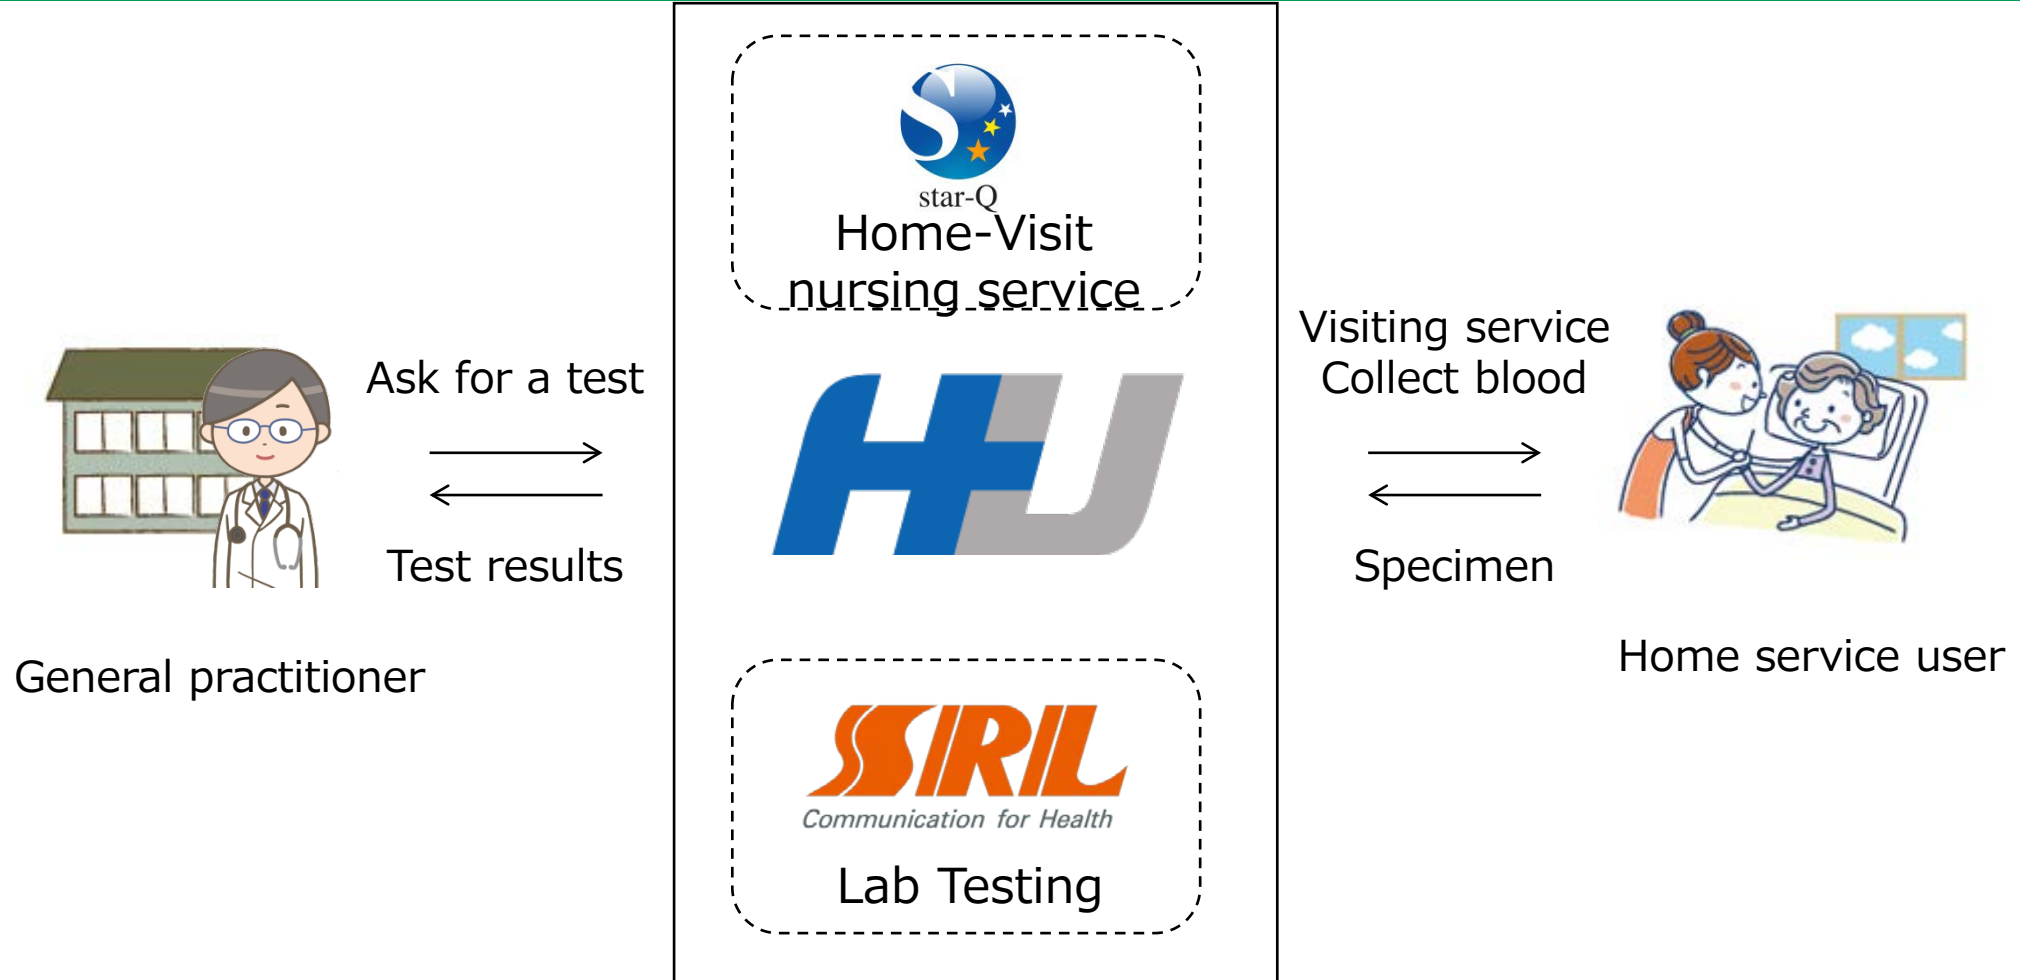 star-Q
Home-Visit
nursing service
Ask for a test
Test results
General practitioner
HU
Visiting service
Collect blood
Specimen
Home service user
SRL
Communication for Health
Lab Testing